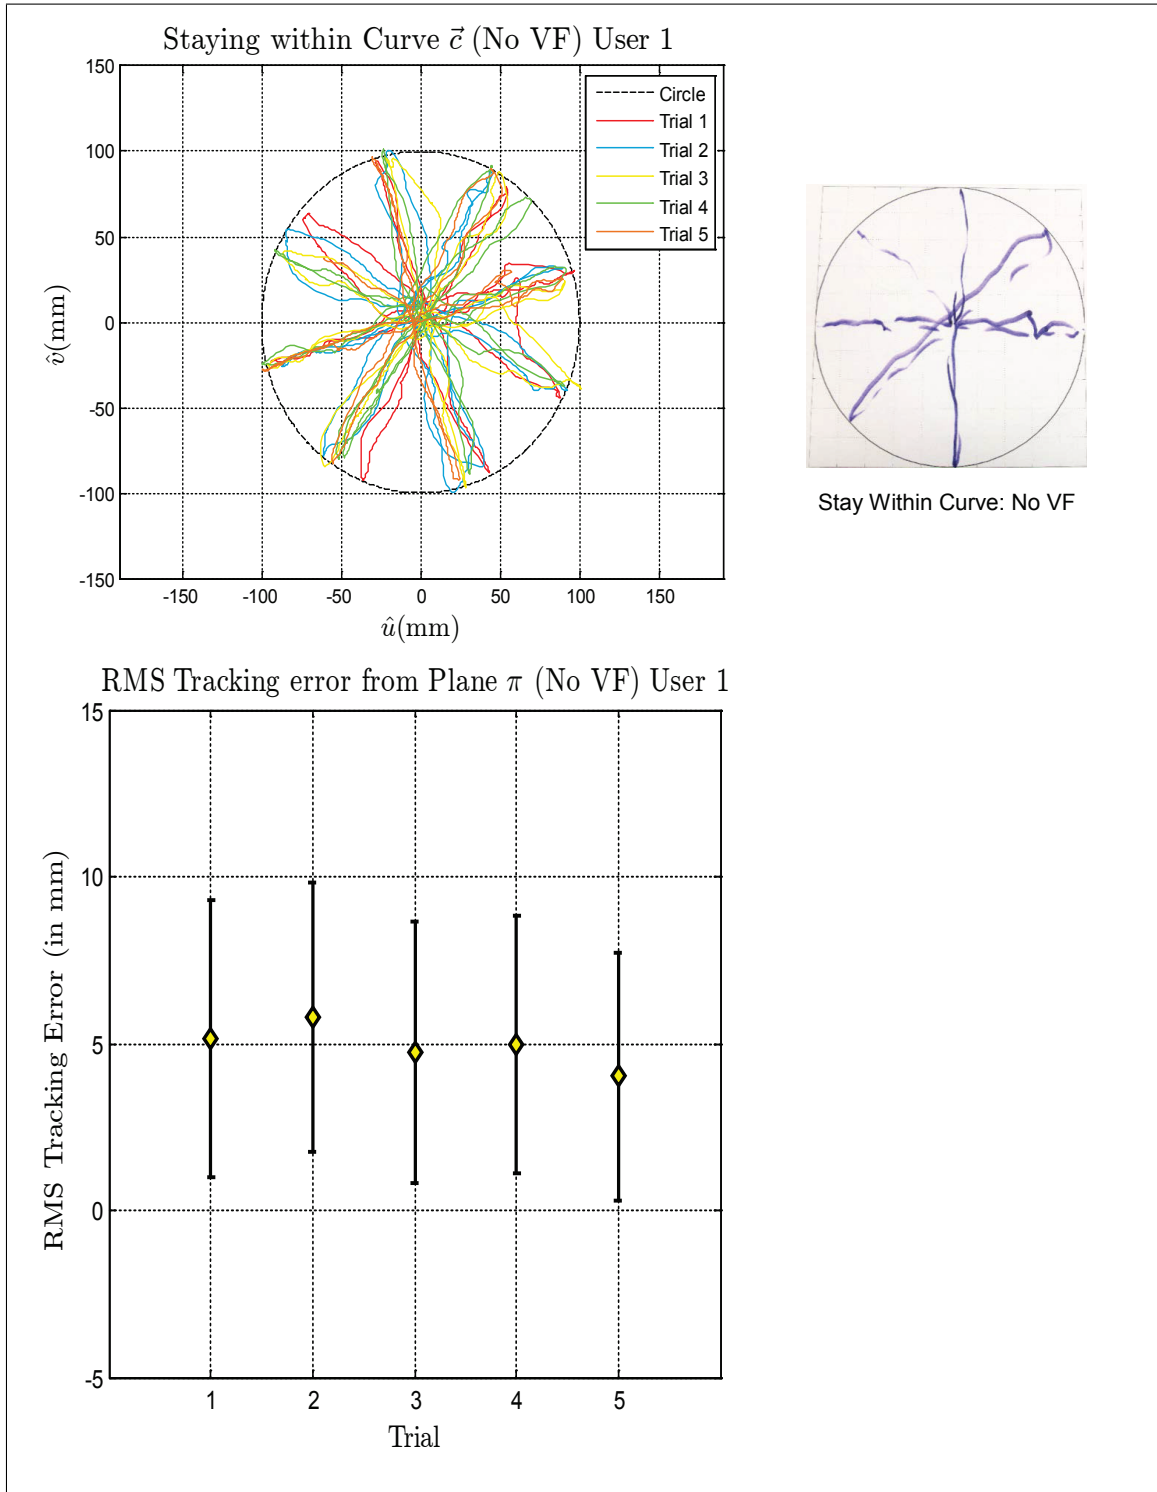 Staying within Curve c⃗ (No VF) User 1
150
100
50
0
-50
-100
-150
v̂(mm)
-150 -100 -50 0 50 100 150
û(mm)
Circle
Trial 1
Trial 2
Trial 3
Trial 4
Trial 5
Stay Within Curve: No VF
RMS Tracking error from Plane π (No VF) User 1
15
10
5
0
-5
RMS Tracking Error (in mm)
1 2 3 4 5
Trial